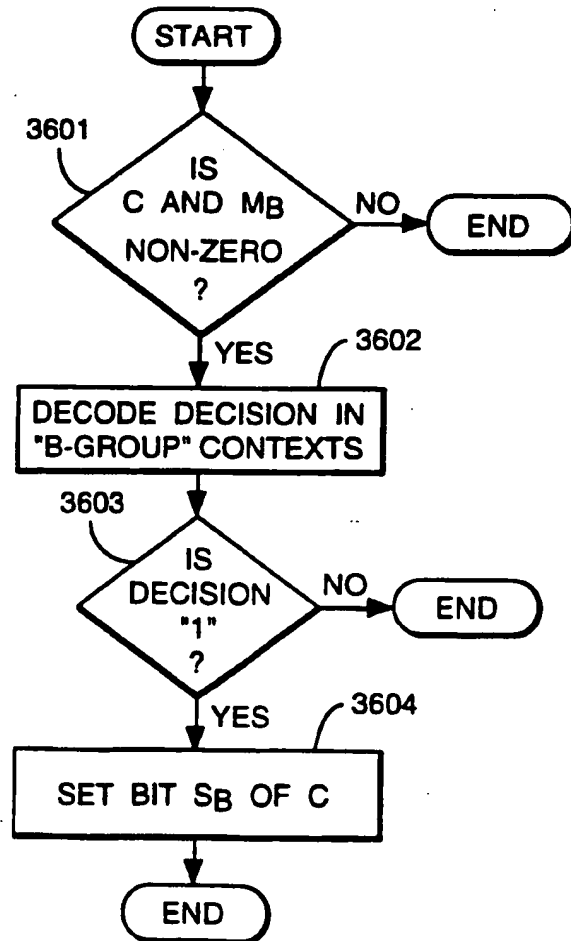 START
3601
IS
C AND MB
NON-ZERO
?
NO
END
YES
3602
DECODE DECISION IN
"B-GROUP" CONTEXTS
3603
IS
DECISION
"1"
?
NO
END
YES
3604
SET BIT SB OF C
END